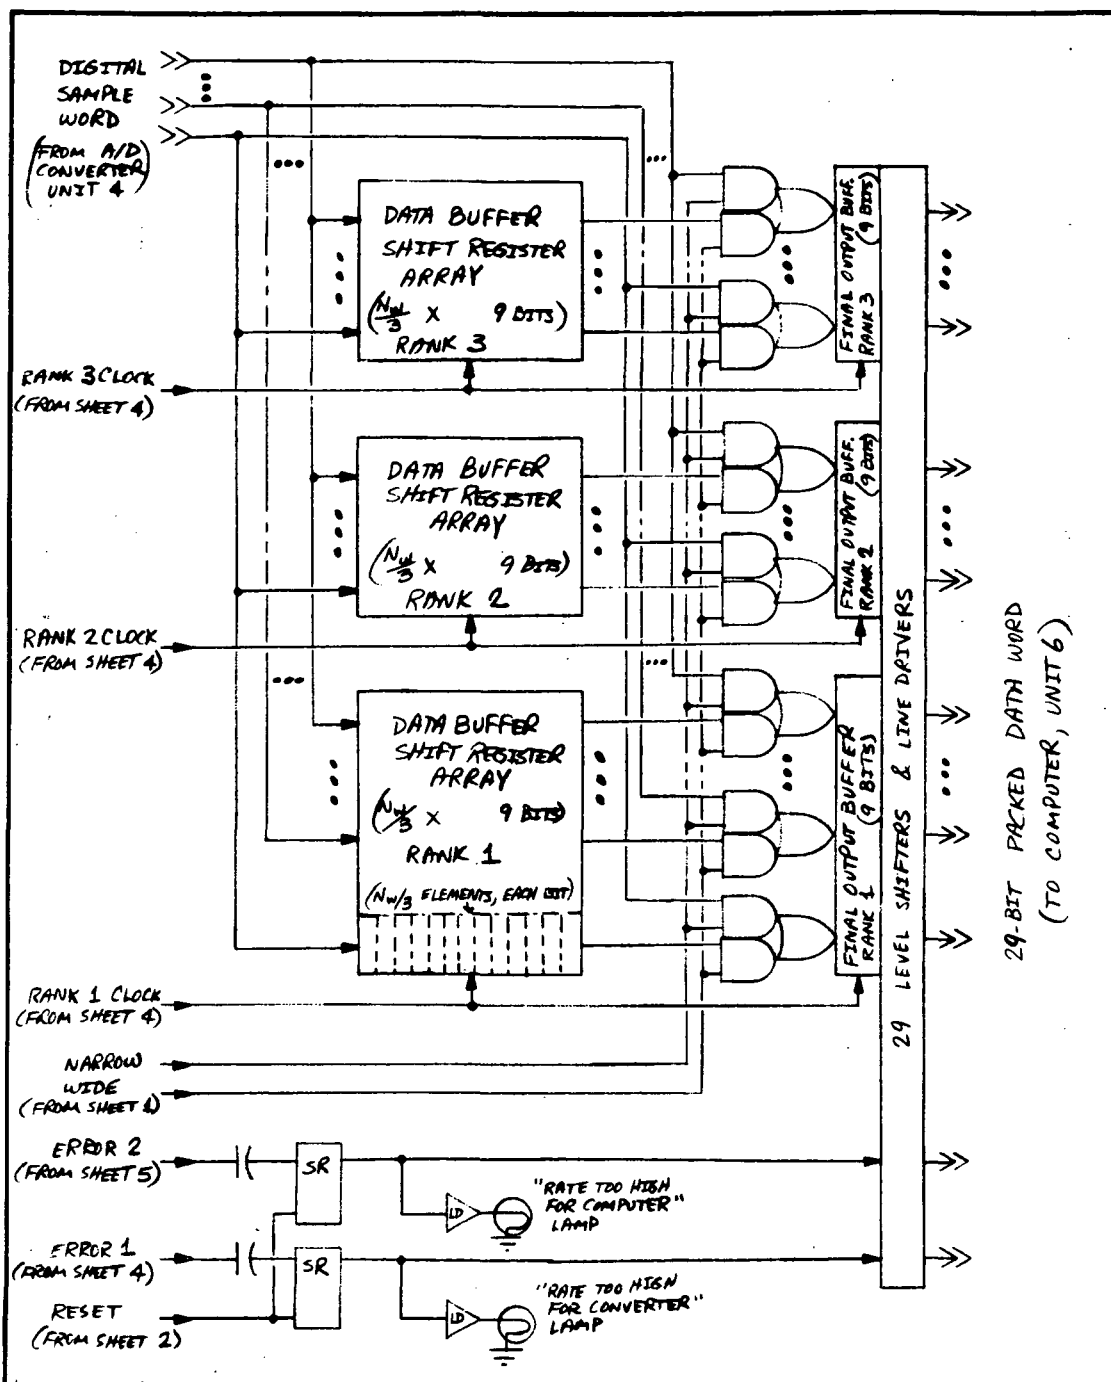 DIGITAL
SAMPLE
WORD
(FROM A/D
CONVERTER
UNIT 4)
DATA BUFFER
SHIFT REGISTER
ARRAY
(Nw/3 x 9 BITS)
RANK 3
FINAL OUTPUT BUFF.
RANK 3 (9 BITS)
RANK 3 CLOCK
(FROM SHEET 4)
DATA BUFFER
SHIFT REGISTER
ARRAY
(Nw/3 x 9 BITS)
RANK 2
FINAL OUTPUT BUFF.
RANK 2 (9 BITS)
RANK 2 CLOCK
(FROM SHEET 4)
DATA BUFFER
SHIFT REGISTER
ARRAY
(Nw/3 x 9 BITS)
RANK 1
(Nw/3 ELEMENTS, EACH BIT)
FINAL OUTPUT BUFFER
RANK 1 (9 BITS)
29 LEVEL SHIFTERS & LINE DRIVERS
29-BIT PACKED DATA WORD
(TO COMPUTER, UNIT 6)
RANK 1 CLOCK
(FROM SHEET 4)
NARROW
WIDE
(FROM SHEET 1)
ERROR 2
(FROM SHEET 5)
SR
LD
"RATE TOO HIGH
FOR COMPUTER"
LAMP
ERROR 1
(FROM SHEET 4)
SR
LD
"RATE TOO HIGH
FOR CONVERTER"
LAMP
RESET
(FROM SHEET 2)